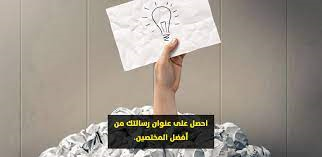 احصل على عنوان رسالتك من
أفضل المختصين.